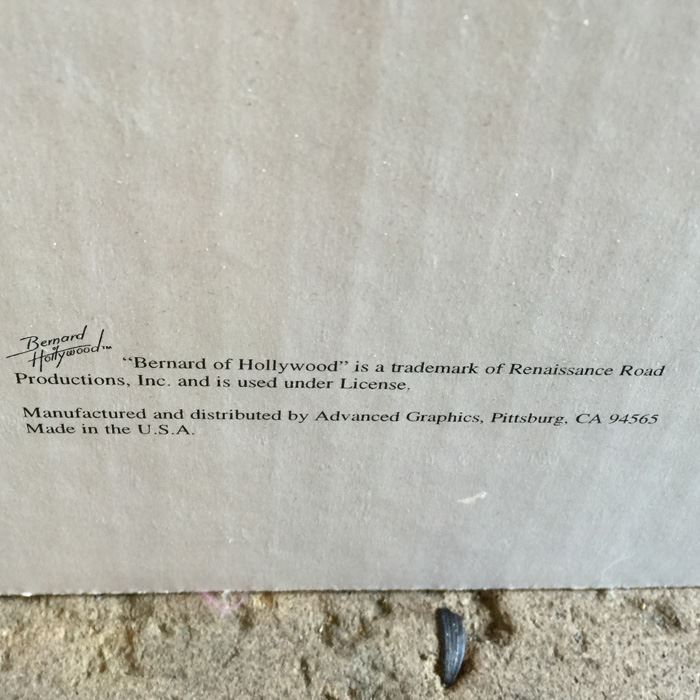 Bernard
of
Hollywood™
"Bernard of Hollywood" is a trademark of Renaissance Road
Productions, Inc. and is used under License.
Manufactured and distributed by Advanced Graphics, Pittsburg, CA 94565
Made in the U.S.A.